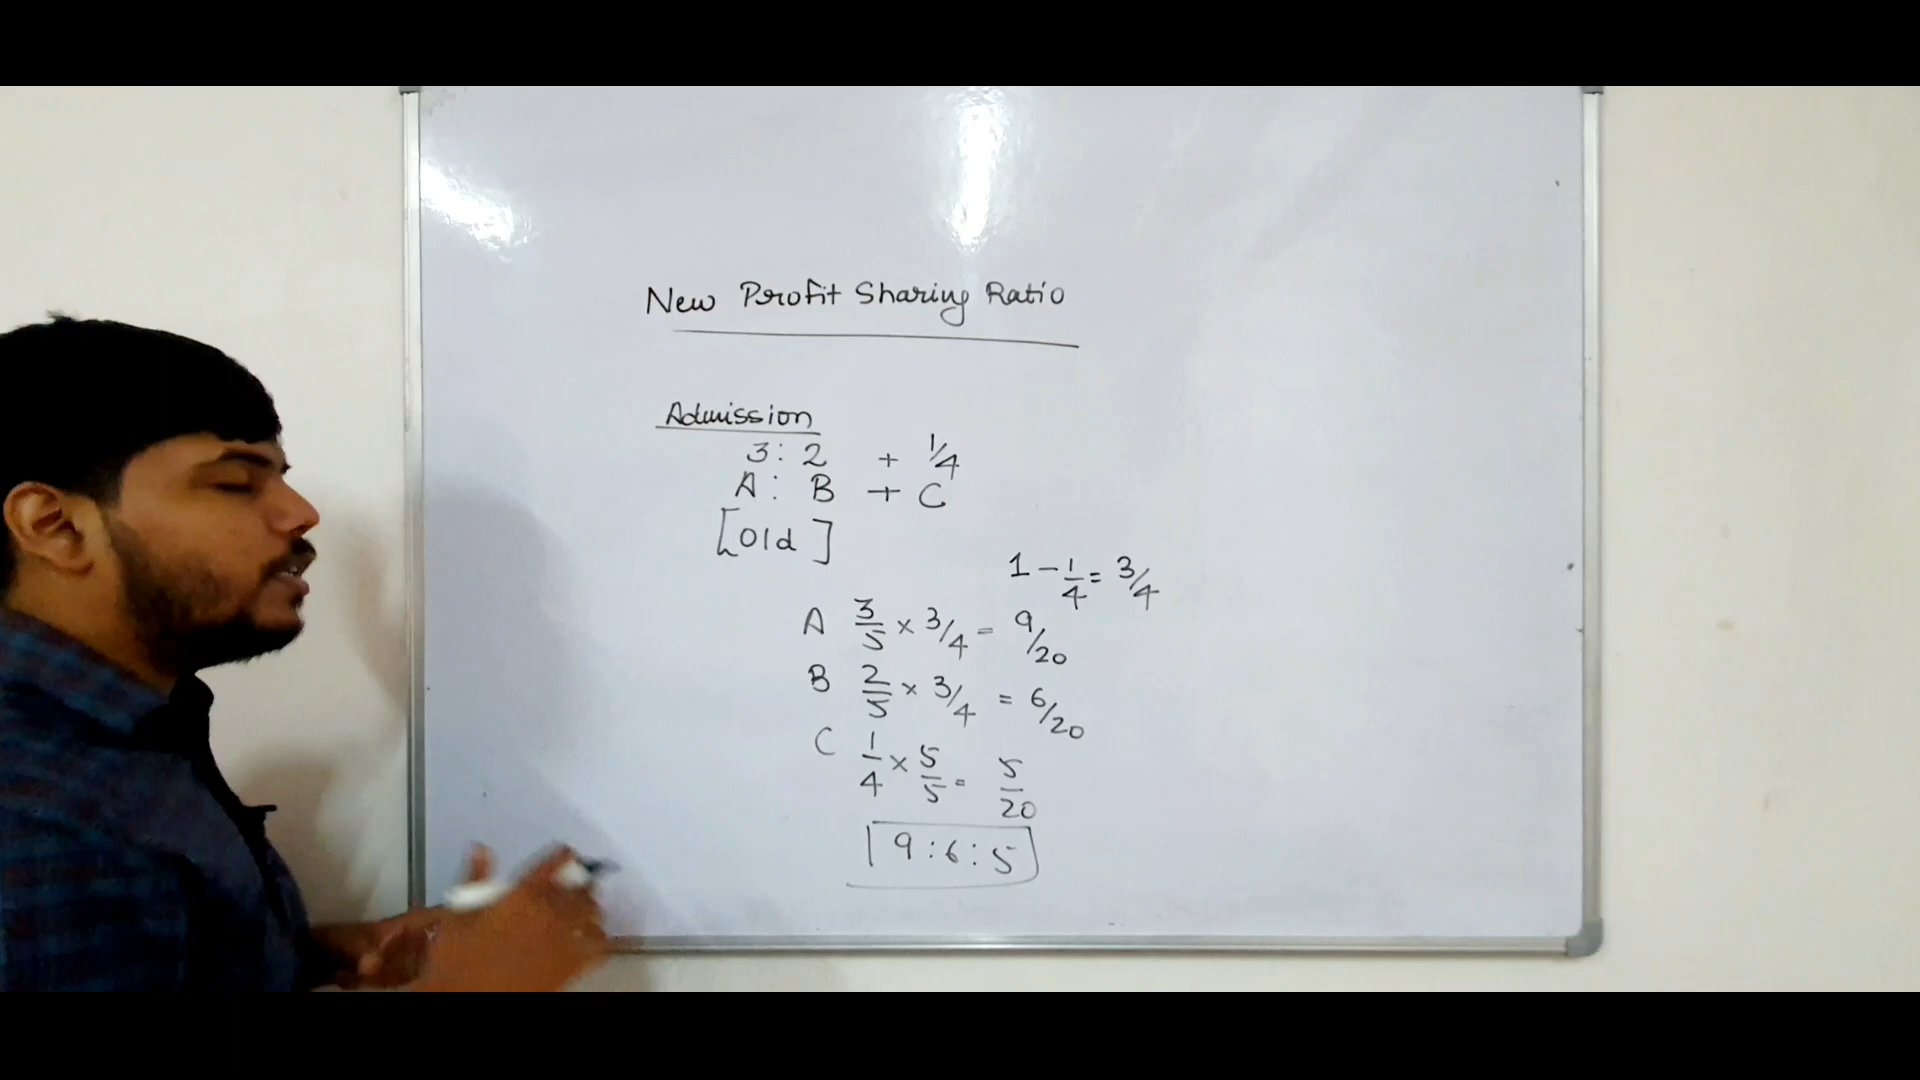 New Profit Sharing Ratio
Admission
3 : 2 + 1/4
A : B + C
[Old]
1 - 1/4 = 3/4
A 3/5 × 3/4 = 9/20
B 2/5 × 3/4 = 6/20
C 1/4 × 5/5 = 5/20
9 : 6 : 5